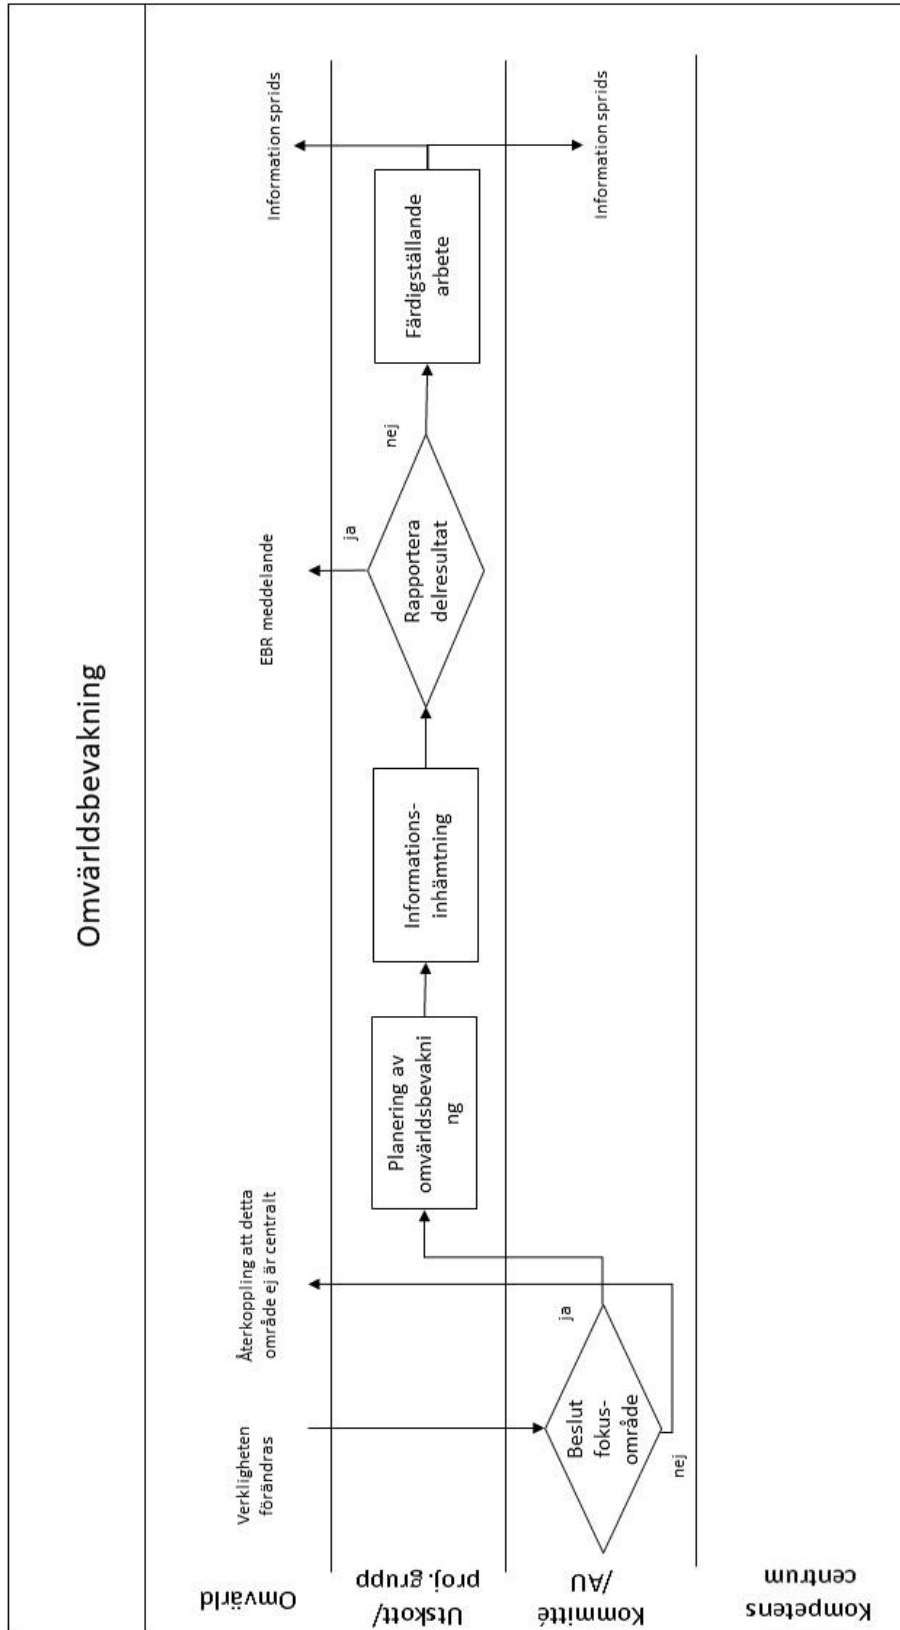 Omvärldsbevakning
Omvärld
Verkligheten
förändras
Återkoppling att detta
område ej är centralt
EBR meddelande
Information sprids
Utskott/
proj. grupp
Planering av
omvärldsbevakni
ng
Informations-
inhämtning
Rapportera
delresultat
ja
nej
Färdigställande
arbete
Kommitté
/AU
Beslut
fokus-
område
ja
nej
Information sprids
Kompetens
centrum